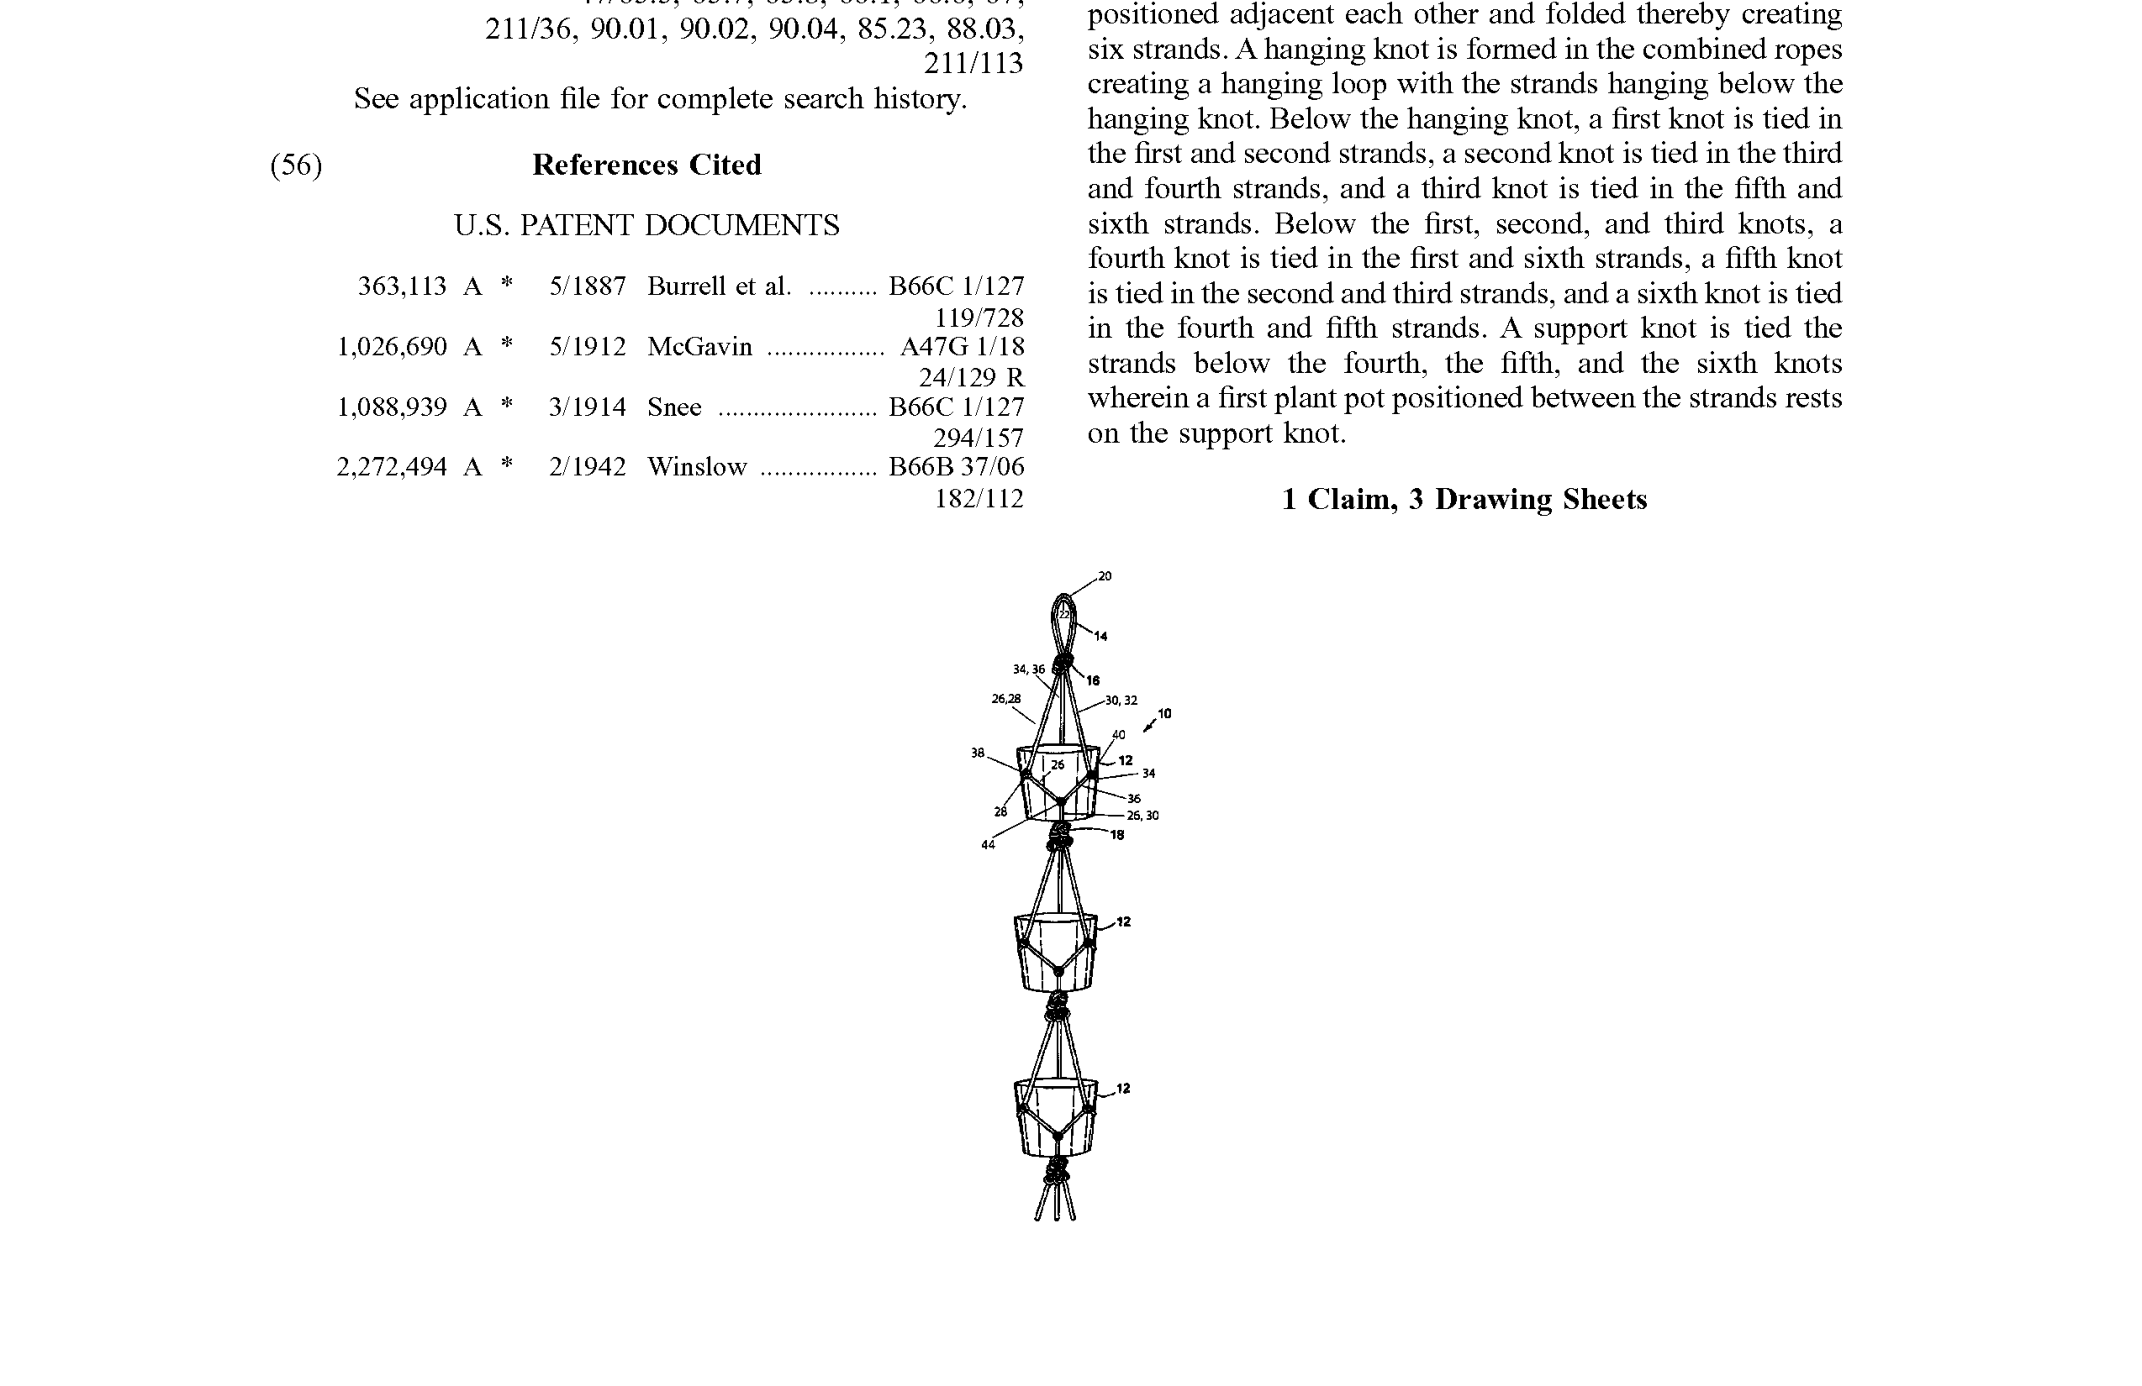 211/36, 90.01, 90.02, 90.04, 85.23, 88.03,
211/113
See application file for complete search history.
(56) References Cited
U.S. PATENT DOCUMENTS
363,113 A * 5/1887 Burrell et al. .......... B66C 1/127
119/728
1,026,690 A * 5/1912 McGavin ................. A47G 1/18
24/129 R
1,088,939 A * 3/1914 Snee ....................... B66C 1/127
294/157
2,272,494 A * 2/1942 Winslow ................. B66B 37/06
182/112
positioned adjacent each other and folded thereby creating
six strands. A hanging knot is formed in the combined ropes
creating a hanging loop with the strands hanging below the
hanging knot. Below the hanging knot, a first knot is tied in
the first and second strands, a second knot is tied in the third
and fourth strands, and a third knot is tied in the fifth and
sixth strands. Below the first, second, and third knots, a
fourth knot is tied in the first and sixth strands, a fifth knot
is tied in the second and third strands, and a sixth knot is tied
in the fourth and fifth strands. A support knot is tied the
strands below the fourth, the fifth, and the sixth knots
wherein a first plant pot positioned between the strands rests
on the support knot.
1 Claim, 3 Drawing Sheets
20
22
14
34, 36
16
26,28
30, 32
10
40
38
12
26
34
36
28
26, 30
18
44
12
12